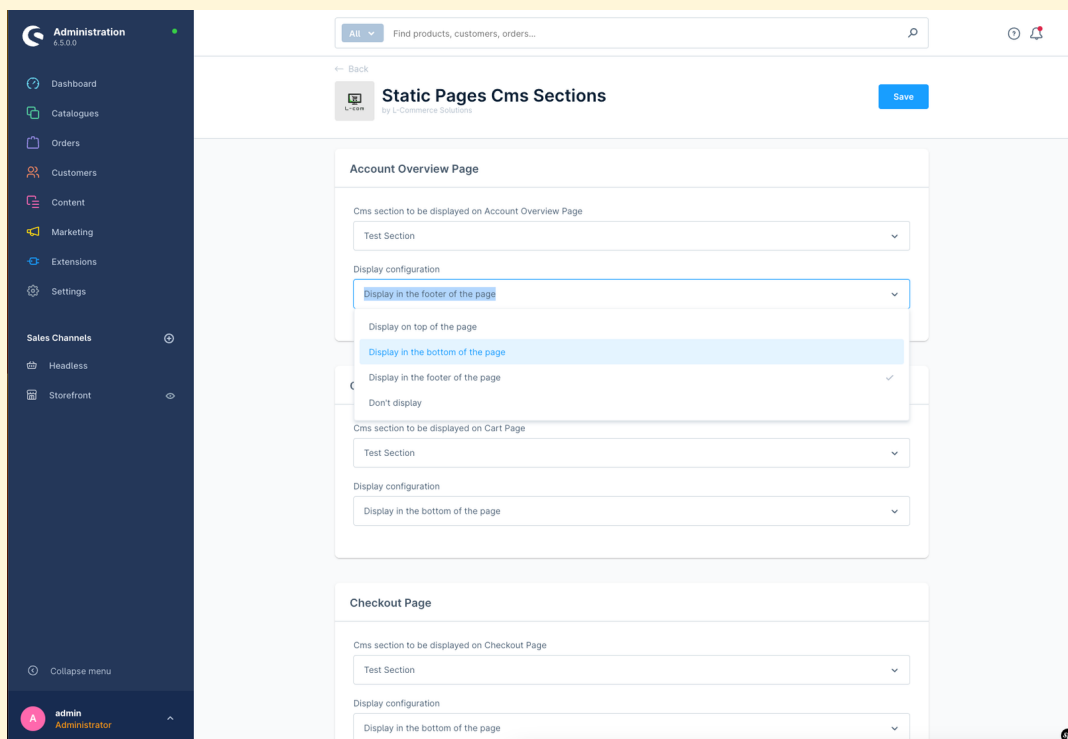 Administration
6.5.0.0
Dashboard
Catalogues
Orders
Customers
Content
Marketing
Extensions
Settings
Sales Channels
Headless
Storefront
Collapse menu
A
admin
Administrator
All
Find products, customers, orders...
← Back
L-com
Static Pages Cms Sections
by L-Commerce Solutions
Save
Account Overview Page
Cms section to be displayed on Account Overview Page
Test Section
Display configuration
Display in the footer of the page
Display on top of the page
Display in the bottom of the page
Display in the footer of the page
Don't display
Cms section to be displayed on Cart Page
Test Section
Display configuration
Display in the bottom of the page
Checkout Page
Cms section to be displayed on Checkout Page
Test Section
Display configuration
Display in the bottom of the page